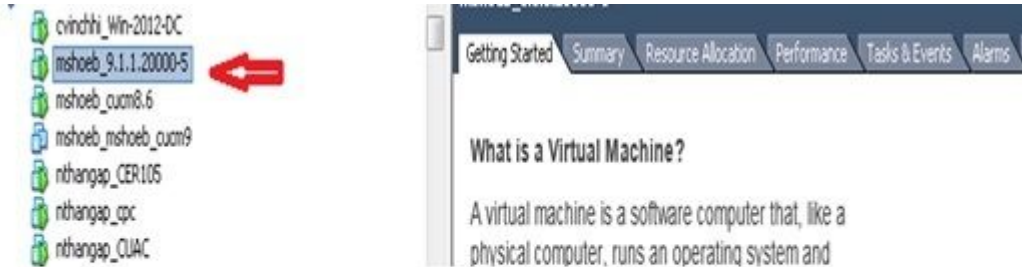 cvinchhi_Win-2012-DC
mshoeb_9.1.1.20000-5
mshoeb_cucm8.6
mshoeb_mshoeb_cucm9
nthangap_CER105
nthangap_cpc
nthangap_CUAC
Getting Started Summary Resource Allocation Performance Tasks & Events Alarms
What is a Virtual Machine?
A virtual machine is a software computer that, like a
physical computer, runs an operating system and